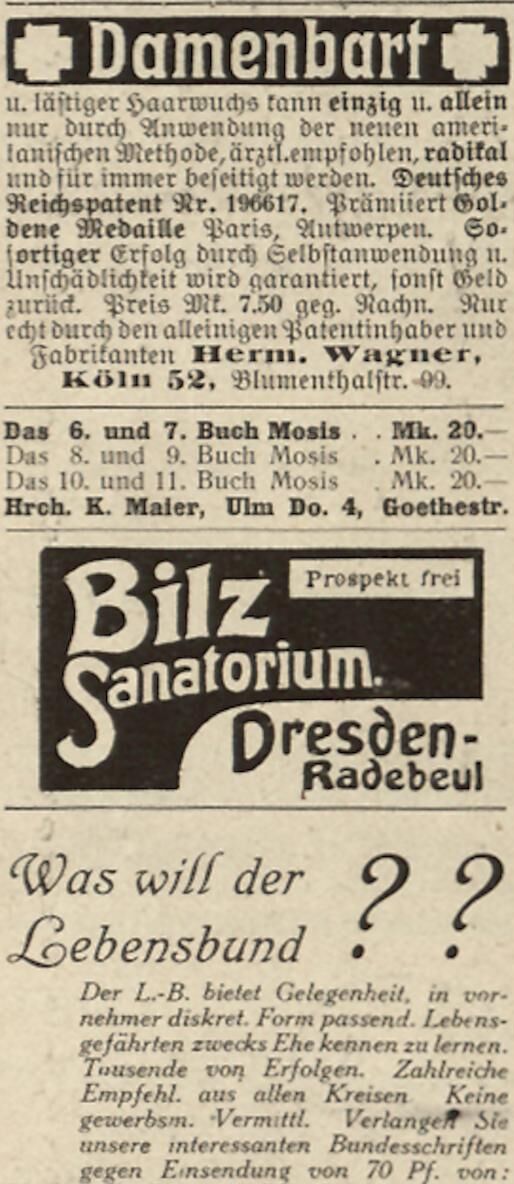 Damenbart
u. lästiger Haarwuchs kann einzig u. allein
nur durch Anwendung der neuen ameri-
kanischen Methode, ärztl. empfohlen, radikal
und für immer beseitigt werden. Deutsches
Reichspatent Nr. 196617. Prämiiert Gol-
dene Medaille Paris, Antwerpen. So-
fortiger Erfolg durch Selbstanwendung u.
Unschädlichkeit wird garantiert, sonst Geld
zurück. Preis Mk. 7.50 geg. Nachn. Nur
echt durch den alleinigen Patentinhaber und
Fabrikanten Herm. Wagner,
Köln 52, Blumenthalstr. 99.
Das 6. und 7. Buch Mosis . . Mk. 20.—
Das 8. und 9. Buch Mosis . Mk. 20.—
Das 10. und 11. Buch Mosis . Mk. 20.—
Hrch. K. Maier, Ulm Do. 4, Goethestr.
Bilz
Prospekt frei
Sanatorium.
Dresden-
Radebeul
Was will der
Lebensbund ? ?
Der L.-B. bietet Gelegenheit, in vor-
nehmer diskret. Form passend. Lebens-
gefährten zwecks Ehe kennen zu lernen.
Tausende von Erfolgen. Zahlreiche
Empfehl. aus allen Kreisen Keine
gewerbsm. Vermittl. Verlangen Sie
unsere interessanten Bundesschriften
gegen Einsendung von 70 Pf. von: